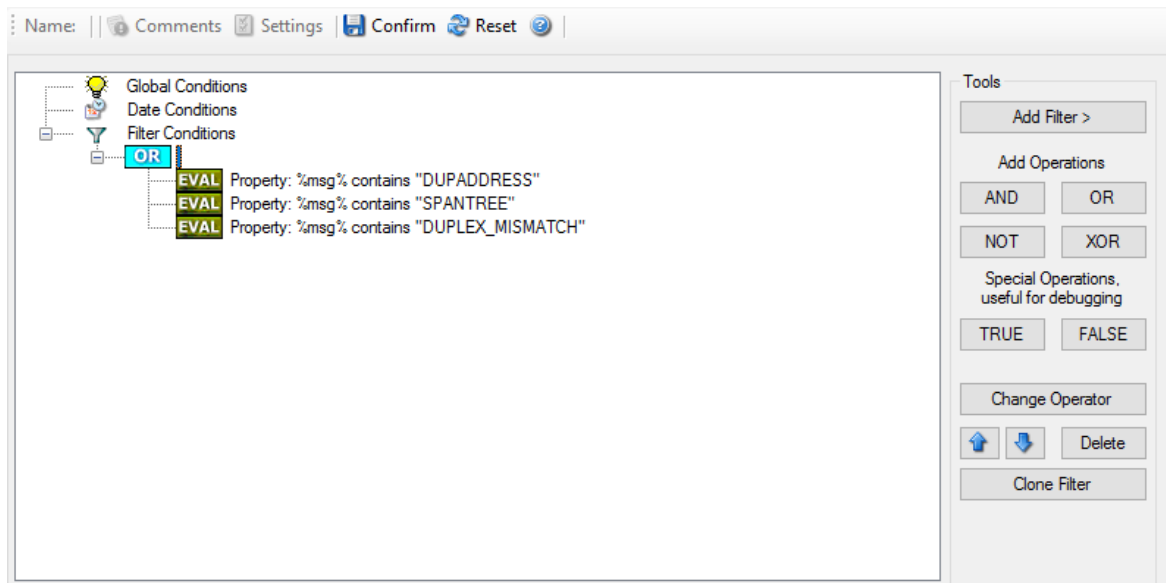 Name: Comments Settings Confirm Reset ?
Global Conditions
Date Conditions
Filter Conditions
OR
EVAL Property: %msg% contains "DUPADDRESS"
EVAL Property: %msg% contains "SPANTREE"
EVAL Property: %msg% contains "DUPLEX_MISMATCH"
Tools
Add Filter >
Add Operations
AND OR
NOT XOR
Special Operations,
useful for debugging
TRUE FALSE
Change Operator
Delete
Clone Filter